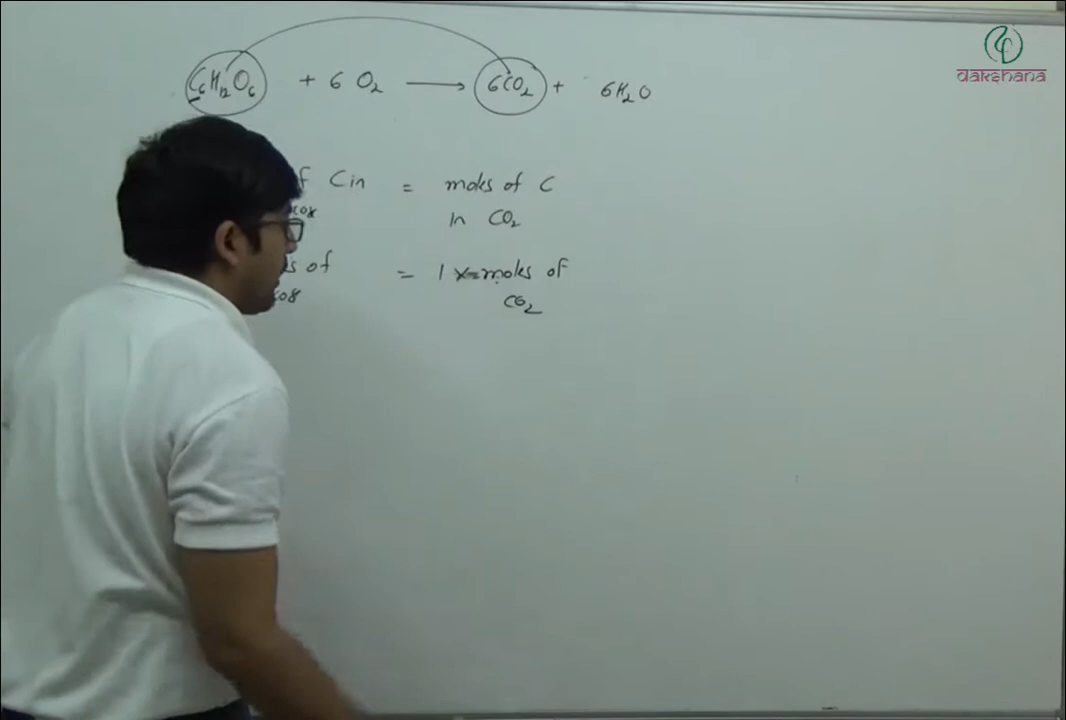 dakshana
C6H12O6 + 6 O2 → 6CO2 + 6H2O
C in = moles of C
in CO2
of = 1 x moles of
CO2